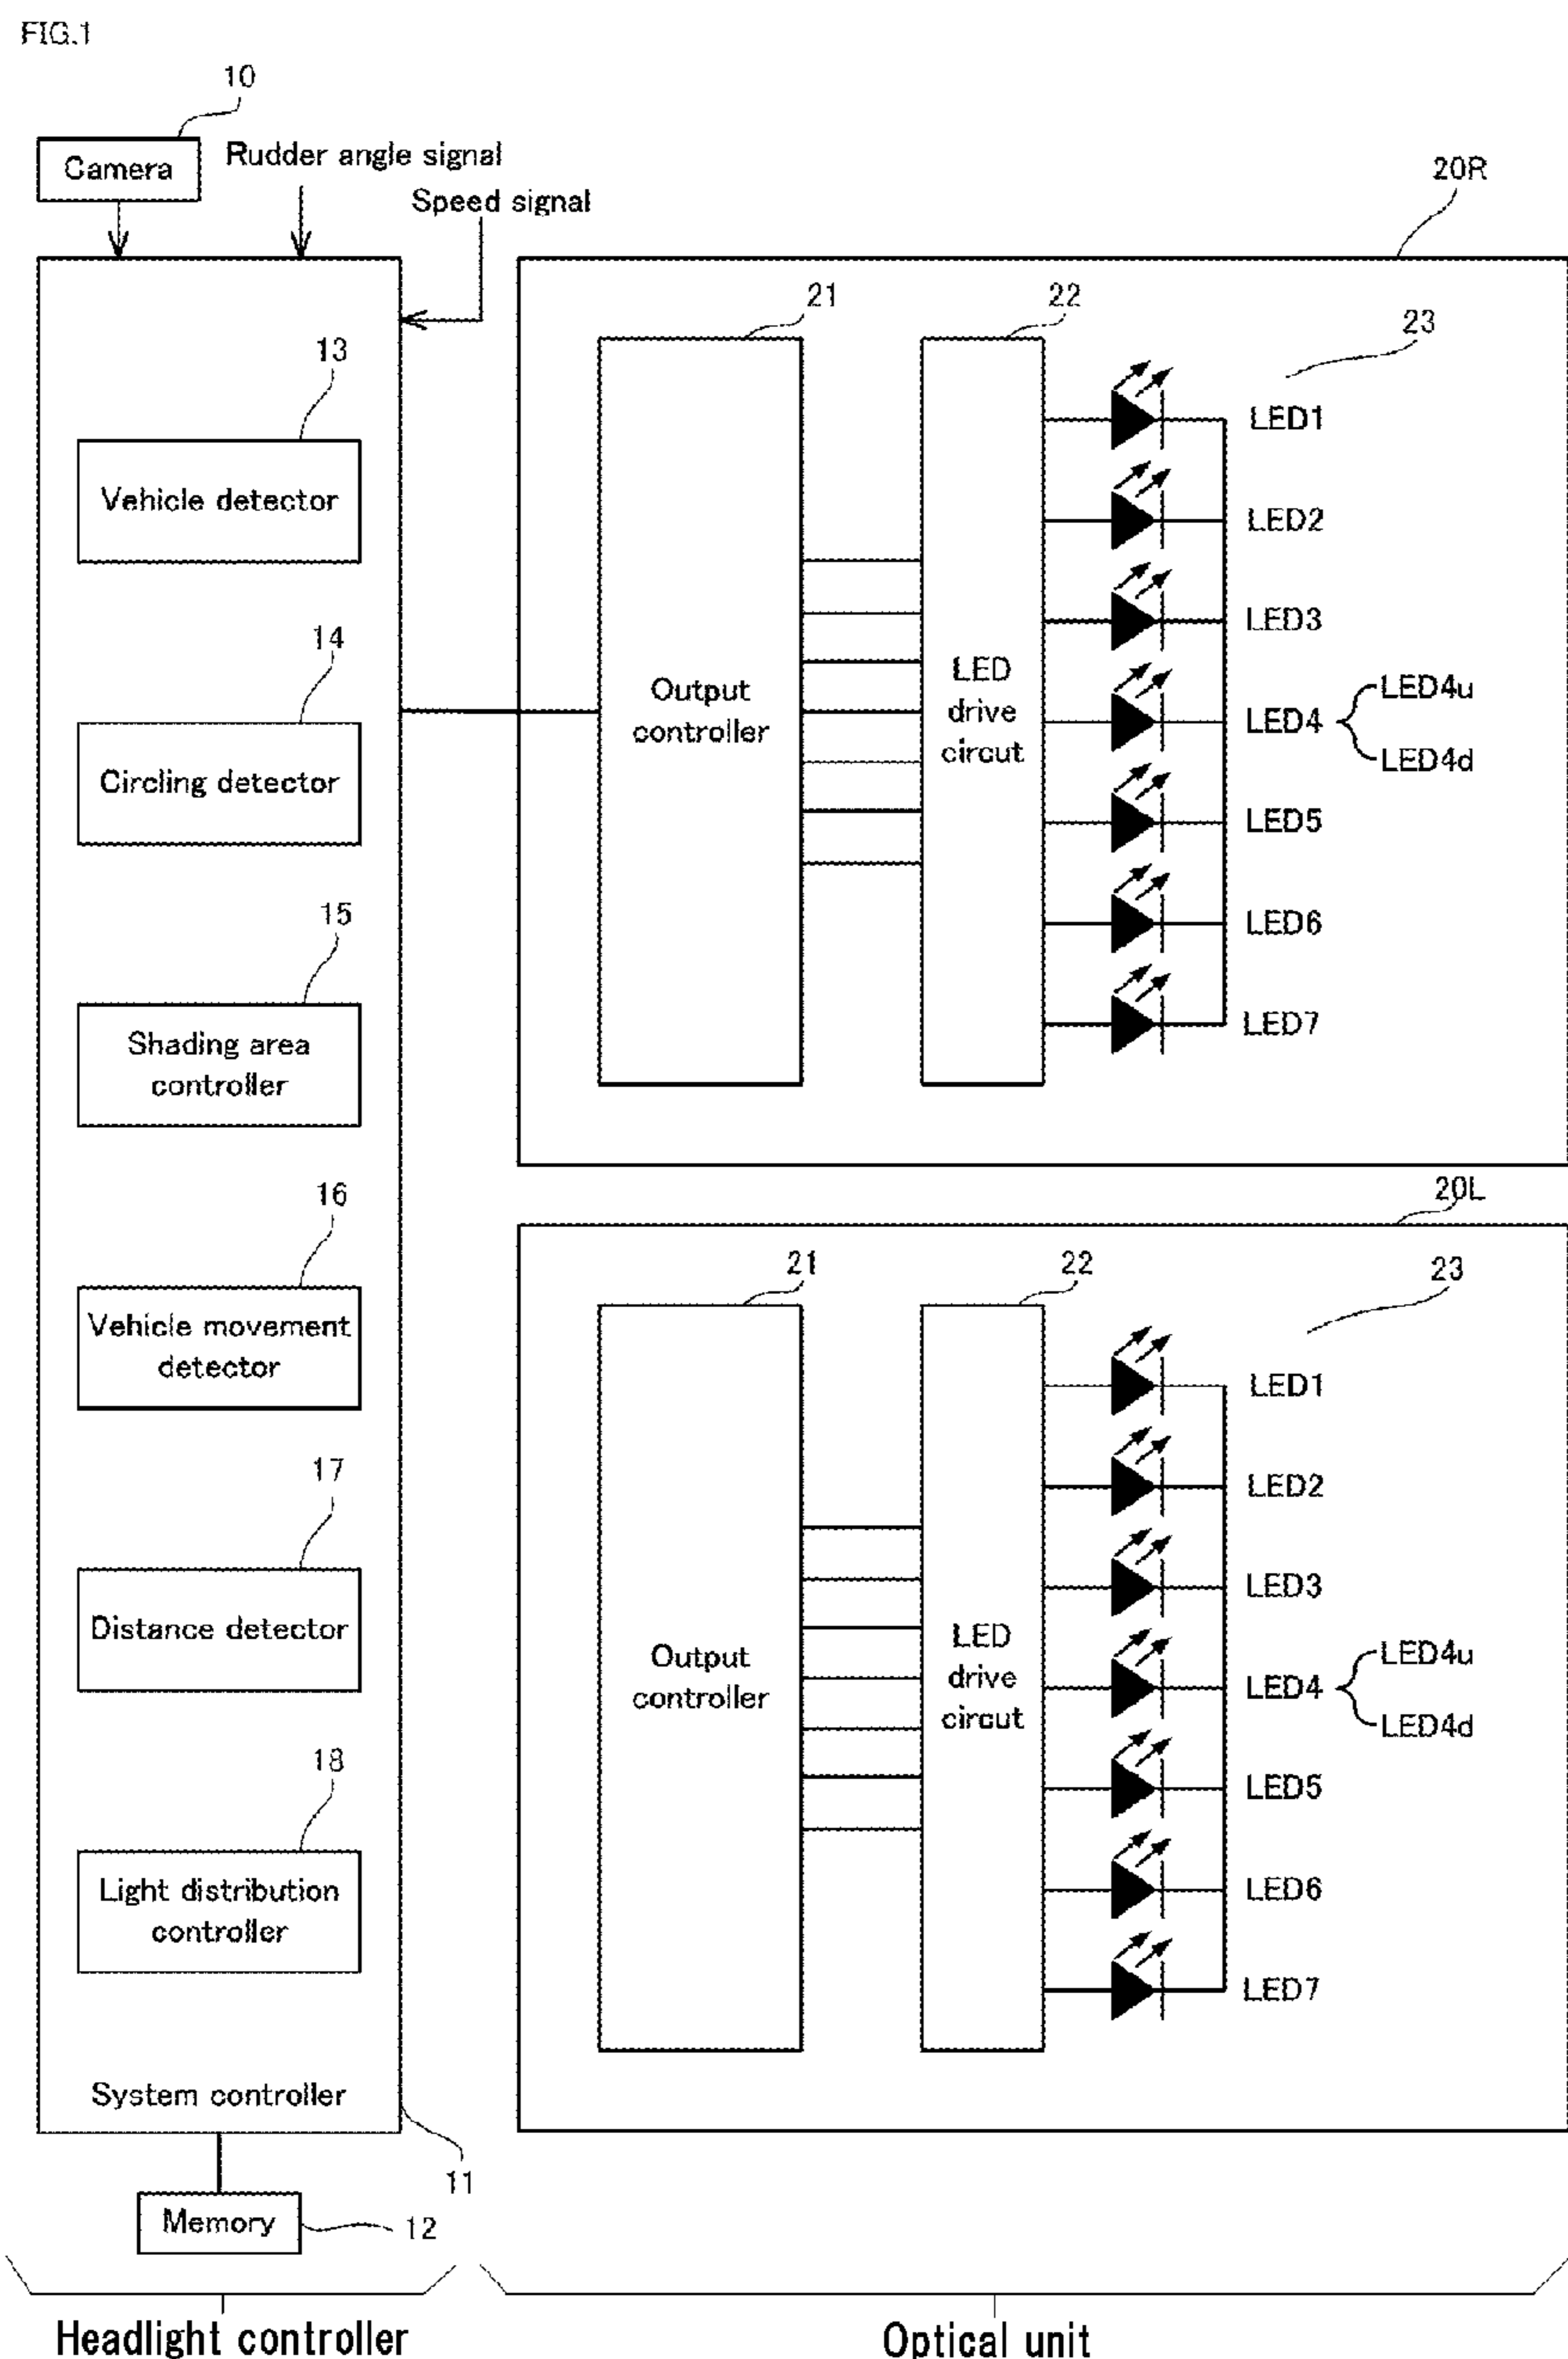 FIG.1
10
Camera
Rudder angle signal
Speed signal
13
Vehicle detector
14
Circling detector
15
Shading area
controller
16
Vehicle movement
detector
17
Distance detector
18
Light distribution
controller
System controller
11
Memory
12
Headlight controller
20R
21
22
23
Output
controller
LED
drive
circut
LED1
LED2
LED3
LED4
LED4u
LED4d
LED5
LED6
LED7
20L
21
22
23
Output
controller
LED
drive
circut
LED1
LED2
LED3
LED4
LED4u
LED4d
LED5
LED6
LED7
Optical unit